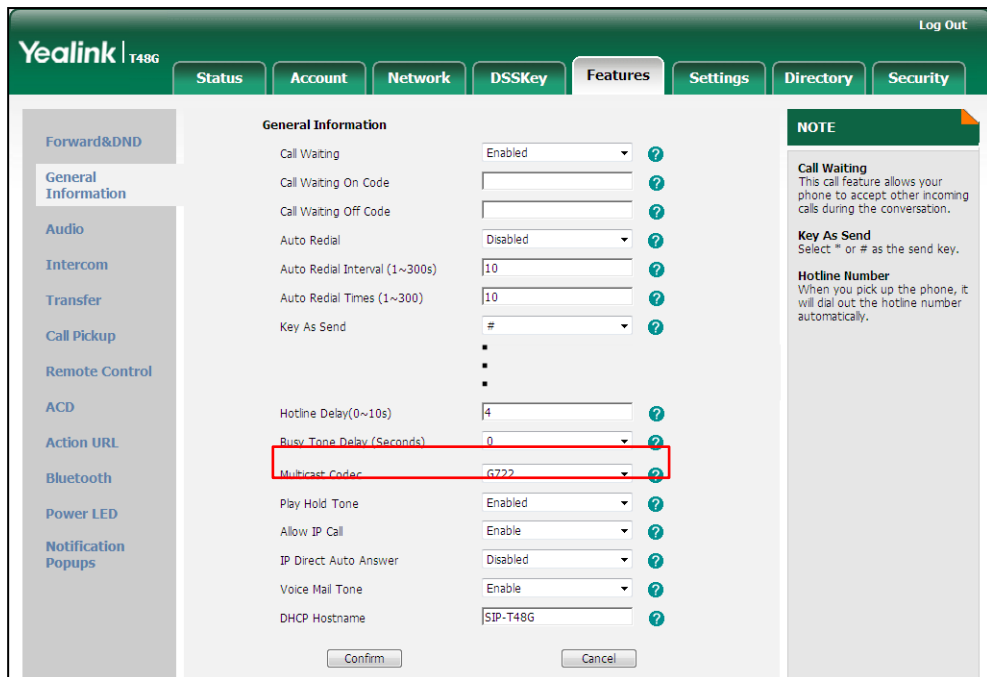 Log Out
Yealink | T48G
Status Account Network DSSKey Features Settings Directory Security
Forward&DND
General
Information
Audio
Intercom
Transfer
Call Pickup
Remote Control
ACD
Action URL
Bluetooth
Power LED
Notification
Popups
General Information
Call Waiting Enabled ?
Call Waiting On Code ?
Call Waiting Off Code ?
Auto Redial Disabled ?
Auto Redial Interval (1~300s) 10 ?
Auto Redial Times (1~300) 10 ?
Key As Send # ?
Hotline Delay(0~10s) 4 ?
Busy Tone Delay (Seconds) 0 ?
Multicast Codec G722 ?
Play Hold Tone Enabled ?
Allow IP Call Enable ?
IP Direct Auto Answer Disabled ?
Voice Mail Tone Enable ?
DHCP Hostname SIP-T48G ?
Confirm Cancel
NOTE
Call Waiting
This call feature allows your
phone to accept other incoming
calls during the conversation.
Key As Send
Select * or # as the send key.
Hotline Number
When you pick up the phone, it
will dial out the hotline number
automatically.